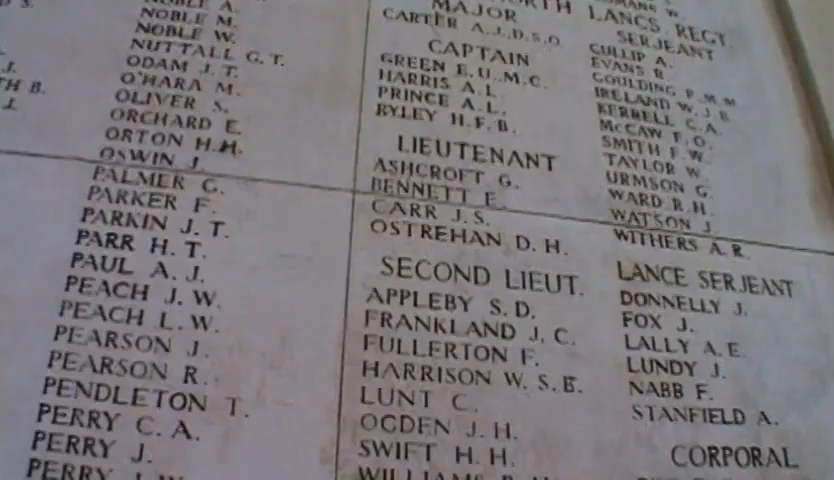 NOBLE A.
NOBLE M.
NOBLE W.
NUTTALL G.T.
ODAM J.T.
O'HARA M.
OLIVER S.
ORCHARD E.
ORTON H.H.
OSWIN J.
PALMER C.
PARKER F.
PARKIN J.T.
PARR H.T.
PAUL A.J.
PEACH J.W.
PEACH L.W.
PEARSON J.
PEARSON R.
PENDLETON T.
PERRY C.A.
PERRY J.
PERRY J.W.
LANCS. REGT.
MAJOR
CARTER A.J., D.S.O.
CAPTAIN
GREEN E.U., M.C.
HARRIS A.L.
PRINCE A.L.
RYLEY H.F.B.
LIEUTENANT
ASHCROFT G.
BENNETT E.
CARR J.S.
OSTREHAN D.H.
SECOND LIEUT.
APPLEBY S.D.
FRANKLAND J.C.
FULLERTON F.
HARRISON W.S.B.
LUNT C.
OGDEN J.H.
SWIFT H.H.
SERJEANT
CULLIP A.
EVANS R.
GOULDING P., M.M.
IRELAND W.J.B.
KERRELL C.A.
McCAW F.O.
SMITH F.W.
TAYLOR W.
URMSON G.
WARD R.H.
WATSON J.
WITHERS A.R.
LANCE SERJEANT
DONNELLY J.
FOX J.
LALLY A.E.
LUNDY J.
NABB F.
STANFIELD A.
CORPORAL